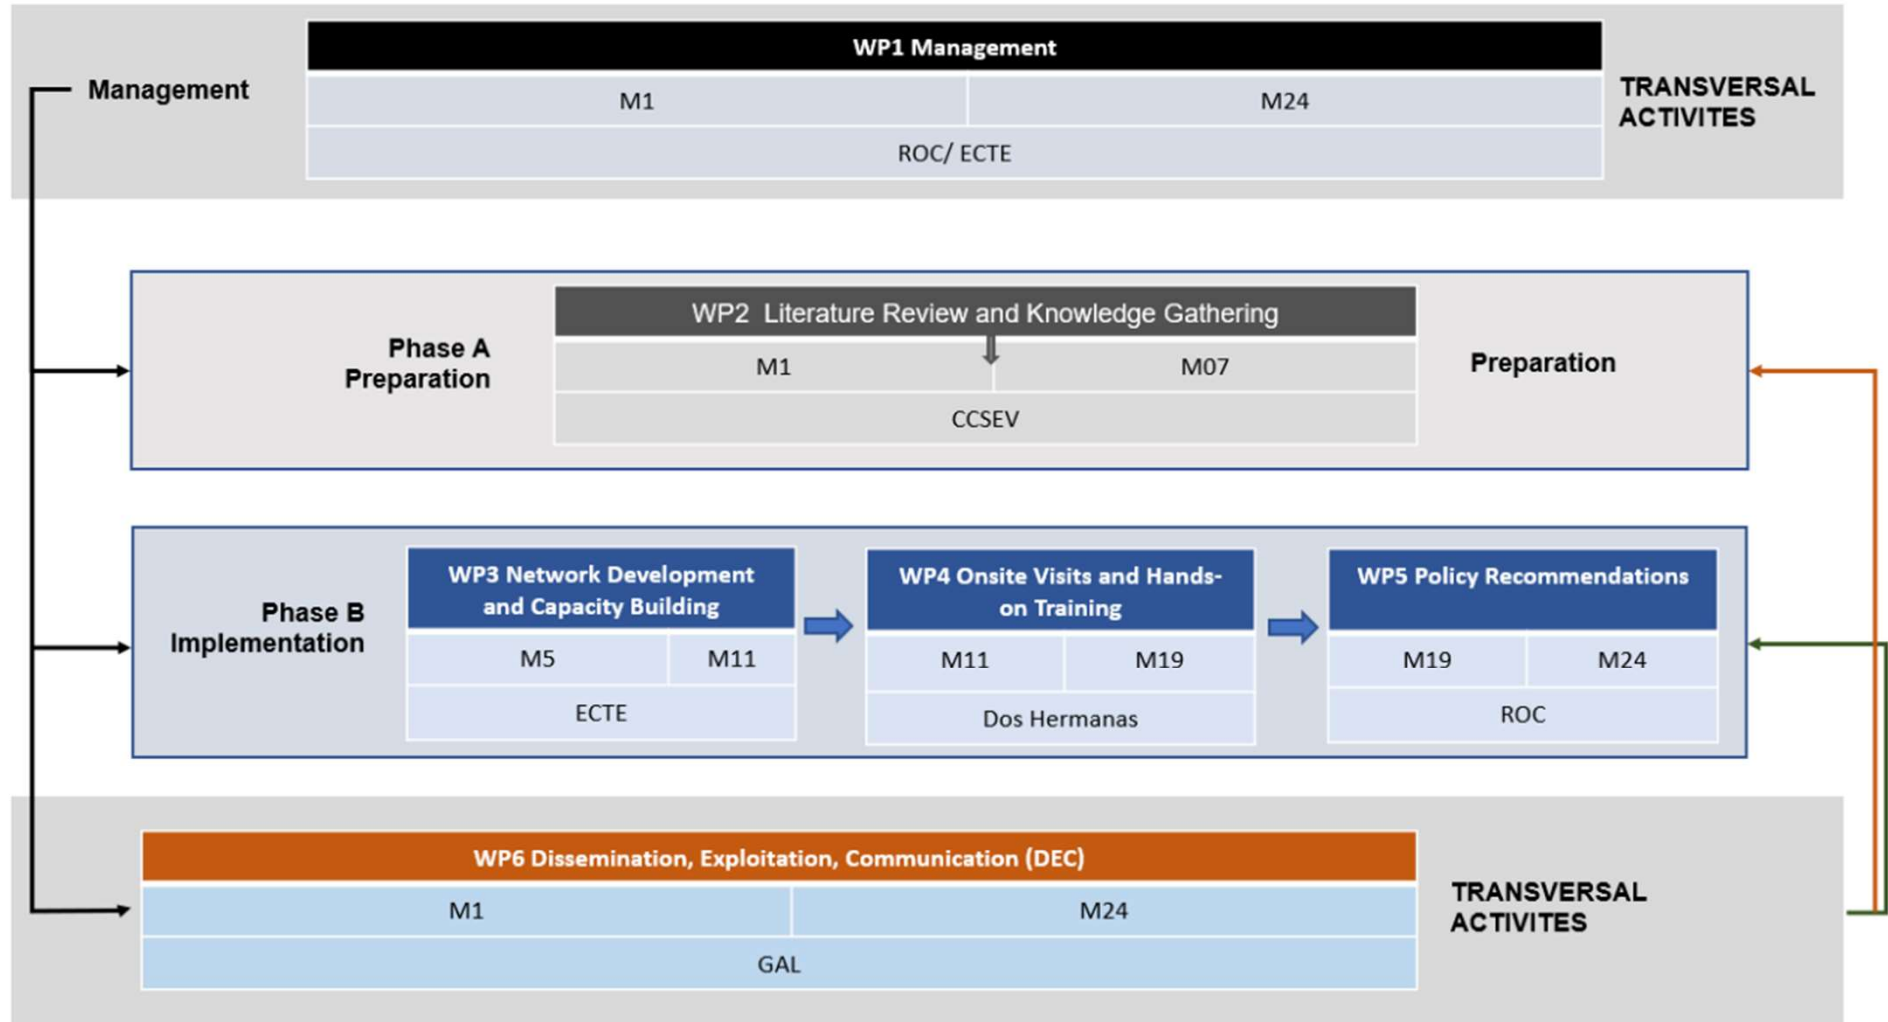 WP1 Management
Management
M1
M24
TRANSVERSAL
ACTIVITES
ROC/ ECTE
WP2  Literature Review and Knowledge Gathering
Phase A
Preparation
M1
M07
Preparation
CCSEV
Phase B
Implementation
WP3 Network Development
and Capacity Building
M5
M11
ECTE
WP4 Onsite Visits and Hands-
on Training
M11
M19
Dos Hermanas
WP5 Policy Recommendations
M19
M24
ROC
WP6 Dissemination, Exploitation, Communication (DEC)
M1
M24
GAL
TRANSVERSAL
ACTIVITES